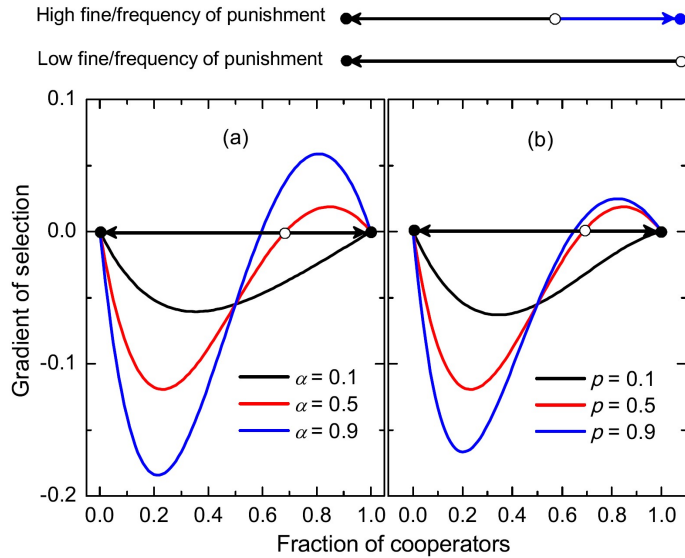 High fine/frequency of punishment
Low fine/frequency of punishment
0.1
(a)
(b)
0.0
-0.1
-0.2
Gradient of selection
α = 0.1
α = 0.5
α = 0.9
p = 0.1
p = 0.5
p = 0.9
0.0 0.2 0.4 0.6 0.8 1.0
0.0 0.2 0.4 0.6 0.8 1.0
Fraction of cooperators